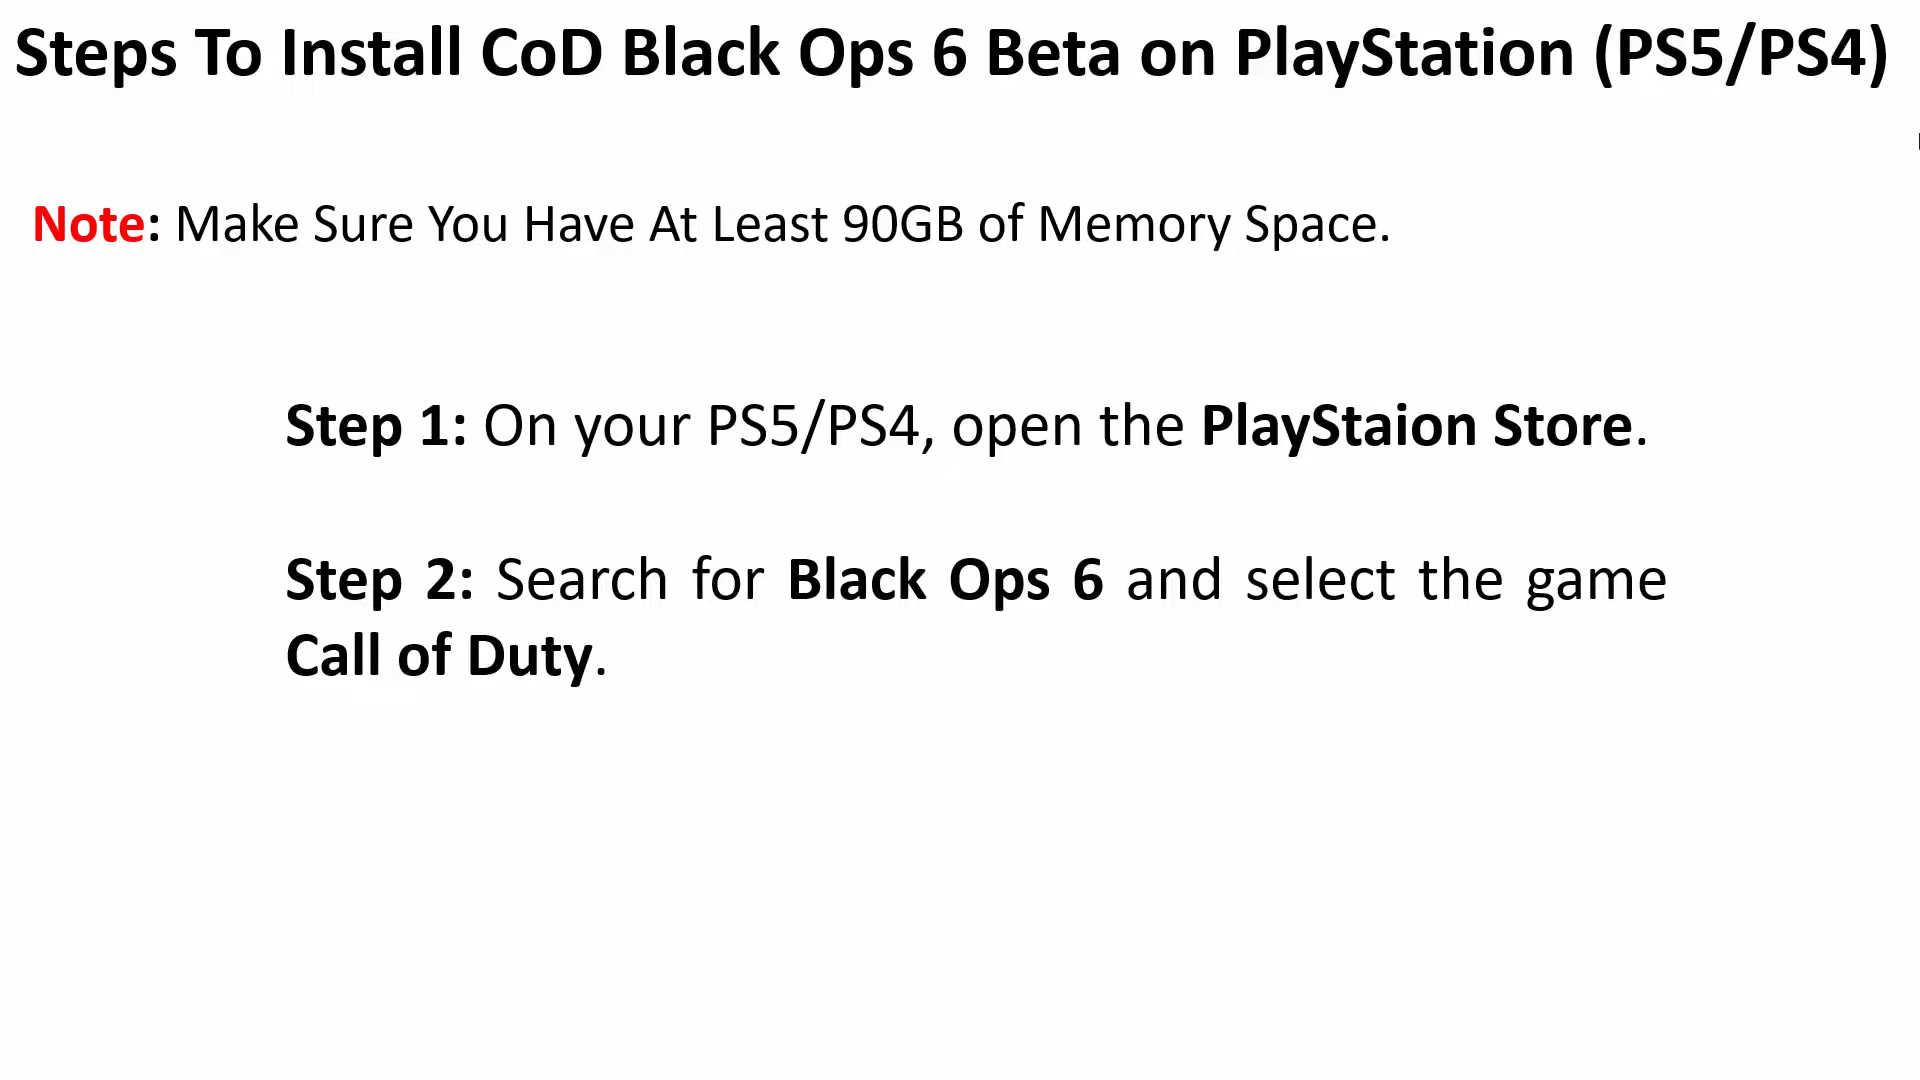 Steps To Install CoD Black Ops 6 Beta on PlayStation (PS5/PS4)
Note: Make Sure You Have At Least 90GB of Memory Space.
Step 1: On your PS5/PS4, open the PlayStaion Store.
Step 2: Search for Black Ops 6 and select the game
Call of Duty.